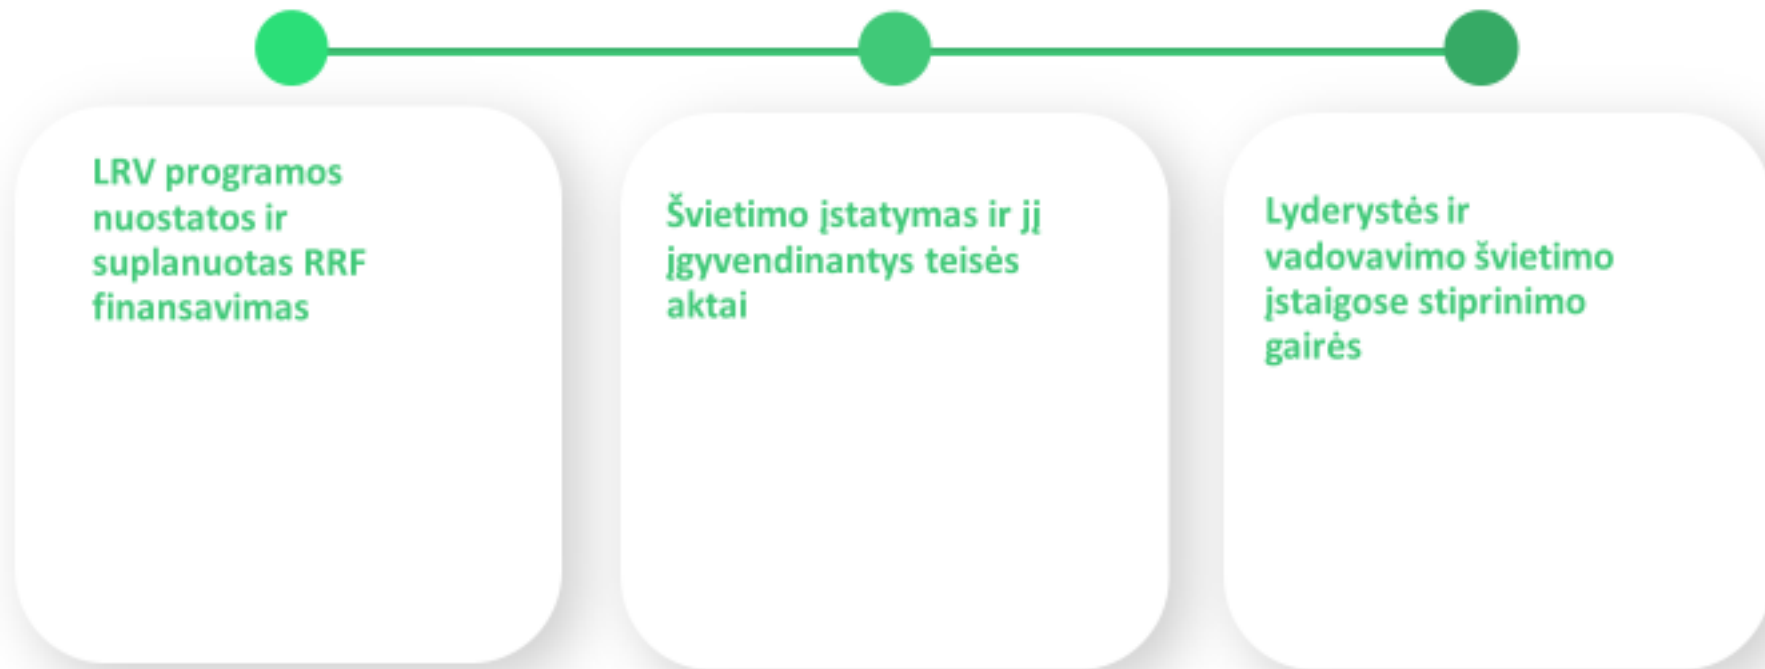 LRV programos
nuostatos ir
suplanuotas RRF
finansavimas
Švietimo įstatymas ir jį
įgyvendinantys teisės
aktai
Lyderystės ir
vadovavimo švietimo
įstaigose stiprinimo
gairės